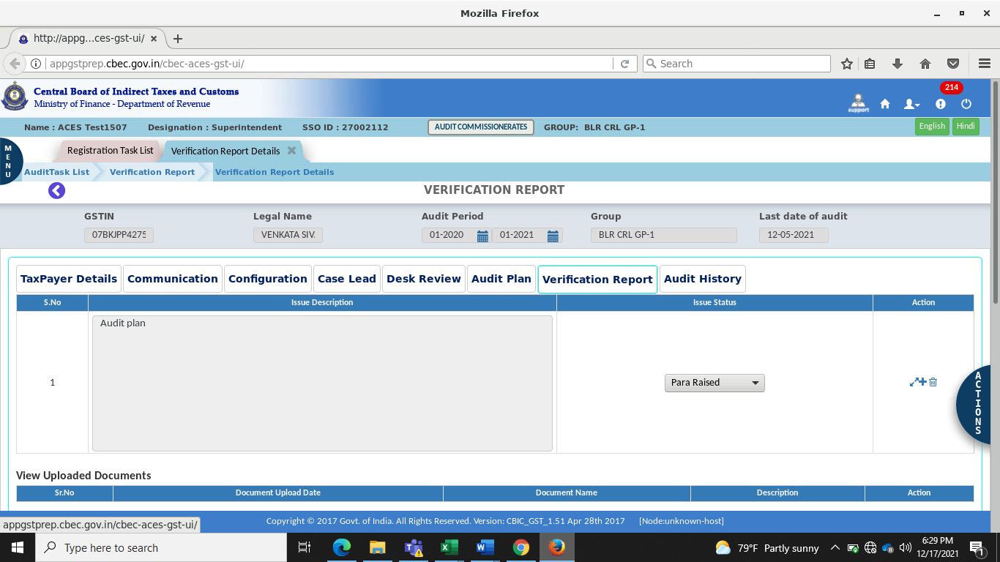 Mozilla Firefox
http://appg...ces-gst-ui/
appgstprep.cbec.gov.in/cbec-aces-gst-ui/
Search
Central Board of Indirect Taxes and Customs
Ministry of Finance - Department of Revenue
214
support
Name : ACES Test1507 Designation : Superintendent SSO ID : 27002112 AUDIT COMMISSIONERATES GROUP: BLR CRL GP-1 English Hindi
MENU
Registration Task List Verification Report Details
AuditTask List Verification Report Verification Report Details
VERIFICATION REPORT
GSTIN Legal Name Audit Period Group Last date of audit
07BKJPP4275 VENKATA SIV. 01-2020 01-2021 BLR CRL GP-1 12-05-2021
TaxPayer Details Communication Configuration Case Lead Desk Review Audit Plan Verification Report Audit History
S.No Issue Description Issue Status Action
Audit plan
1 Para Raised
ACTIONS
View Uploaded Documents
Sr.No Document Upload Date Document Name Description Action
appgstprep.cbec.gov.in/cbec-aces-gst-ui/
Copyright © 2017 Govt. of India. All Rights Reserved. Version: CBIC_GST_1.51 Apr 28th 2017 [Node:unknown-host]
Type here to search
79°F Partly sunny
6:29 PM
12/17/2021
1